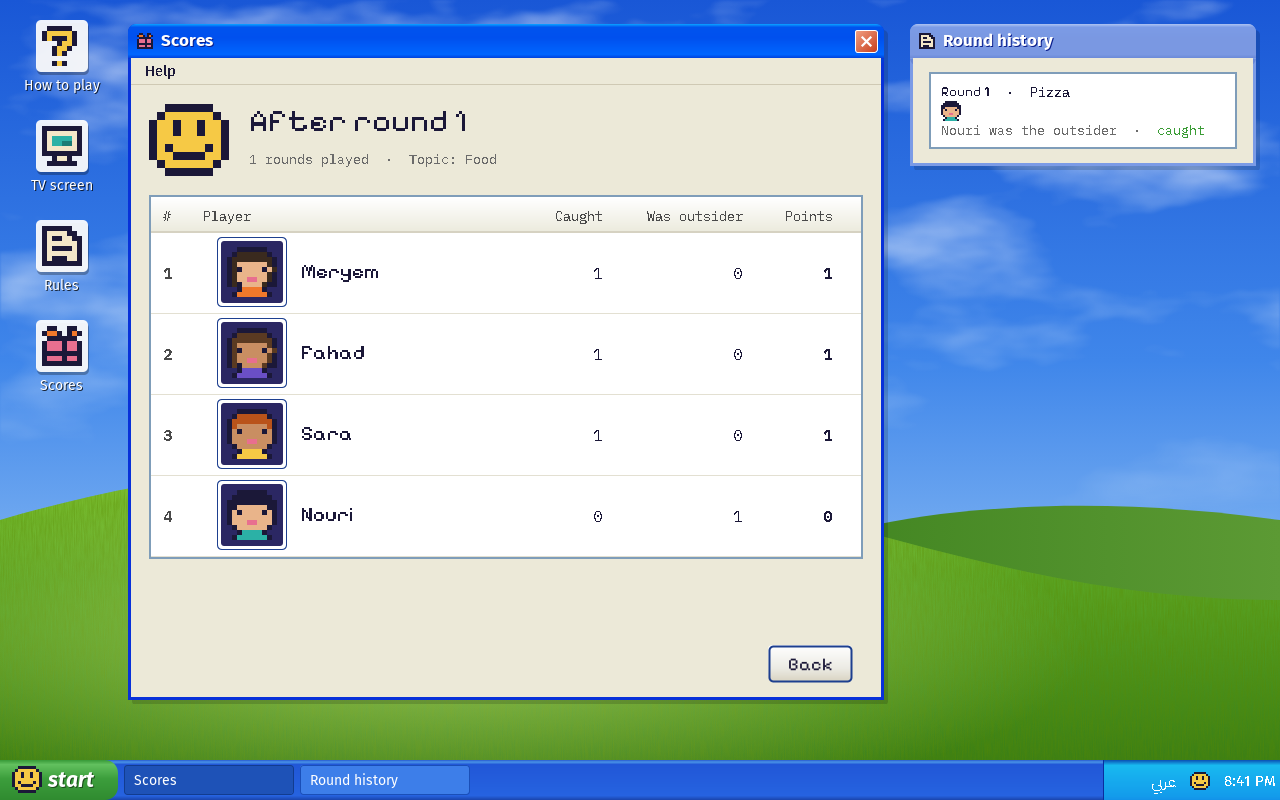 How to play
TV screen
Rules
Scores
Scores
Help
After round 1
1 rounds played · Topic: Food
# Player Caught Was outsider Points
1 Meryem 1 0 1
2 Fahad 1 0 1
3 Sara 1 0 1
4 Nouri 0 1 0
Back
Round history
Round 1 · Pizza
Nouri was the outsider · caught
start Scores Round history عربي 8:41 PM